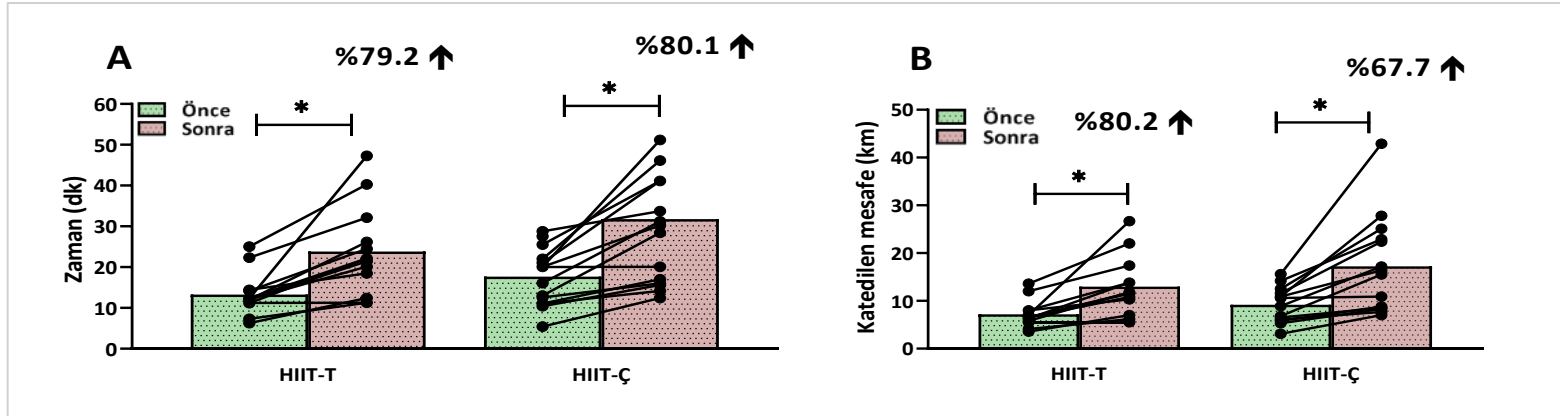 A
%79.2 ↑
%80.1 ↑
*
*
Önce
Sonra
Zaman (dk)
60
50
40
30
20
10
0
HIIT-T
HIIT-Ç
B
%67.7 ↑
%80.2 ↑
*
*
Önce
Sonra
Katedilen mesafe (km)
50
40
30
20
10
0
HIIT-T
HIIT-Ç